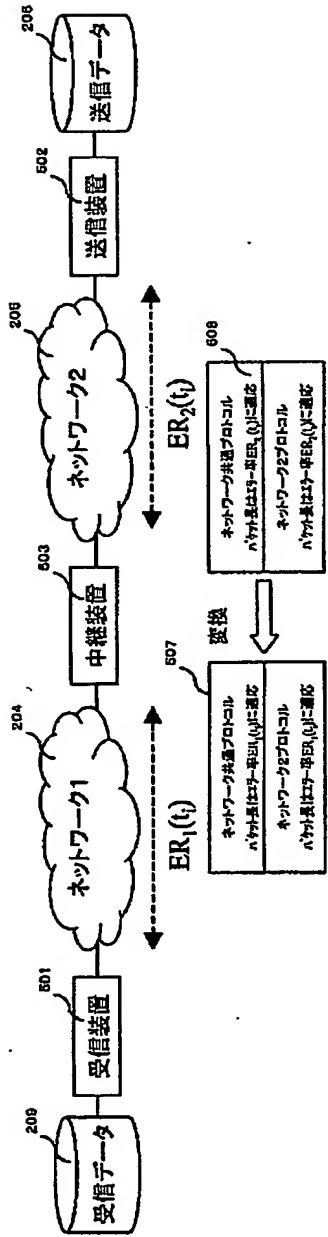 209
受信データ
501
受信装置
204
ネットワーク1
503
中継装置
206
ネットワーク2
502
送信装置
206
送信データ
ER₁(tᵢ)
ER₂(tᵢ)
507
ネットワーク共通プロトコル
パケット長はエラー率ER₁(tᵢ)に適応
ネットワーク2プロトコル
パケット長はエラー率ER₁(tᵢ)に適応
変換
608
ネットワーク共通プロトコル
パケット長はエラー率ER₂(tᵢ)に適応
ネットワーク2プロトコル
パケット長はエラー率ER₂(tᵢ)に適応